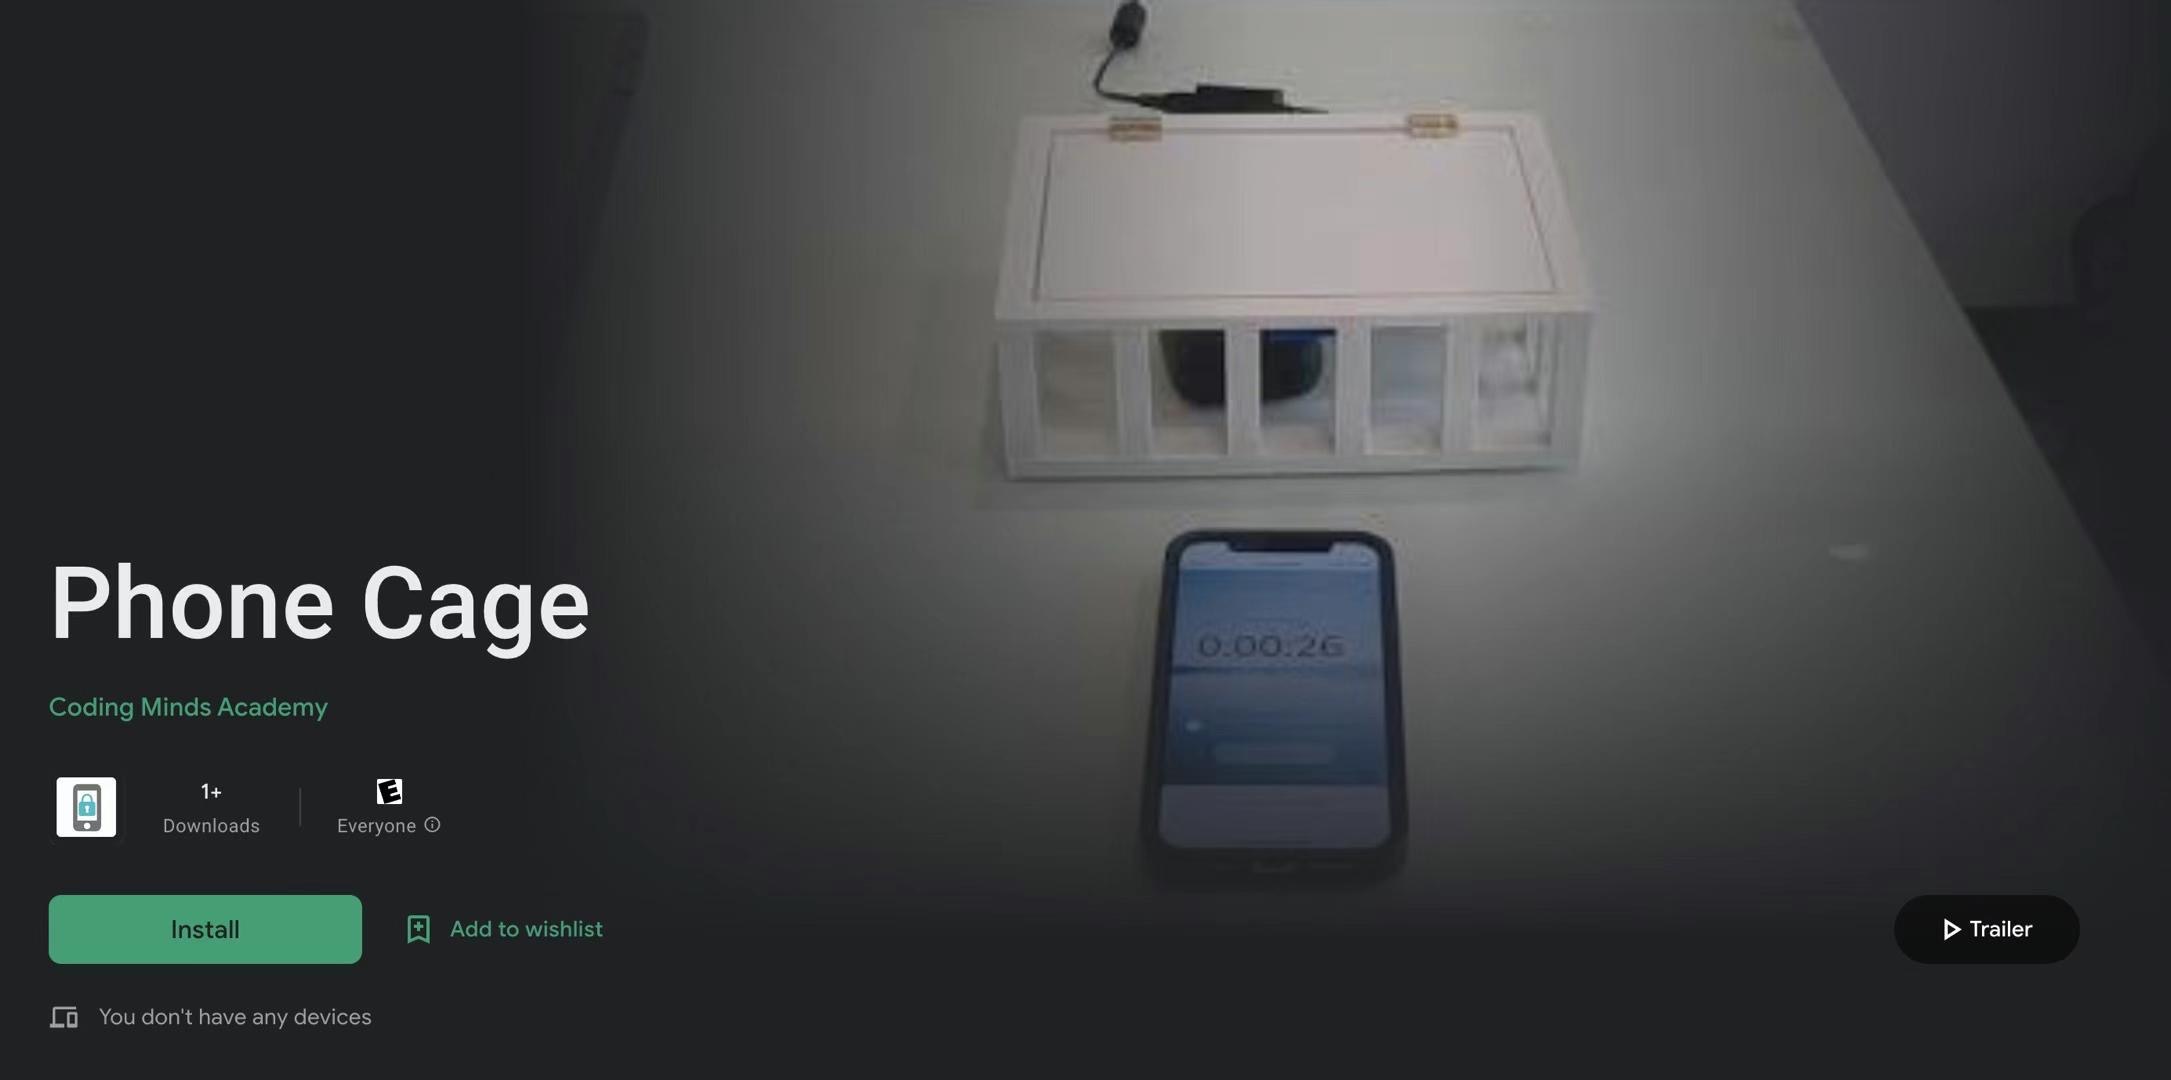 0:00:26
Phone Cage
Coding Minds Academy
1+
Downloads
E
Everyone
Install
Add to wishlist
Trailer
You don't have any devices